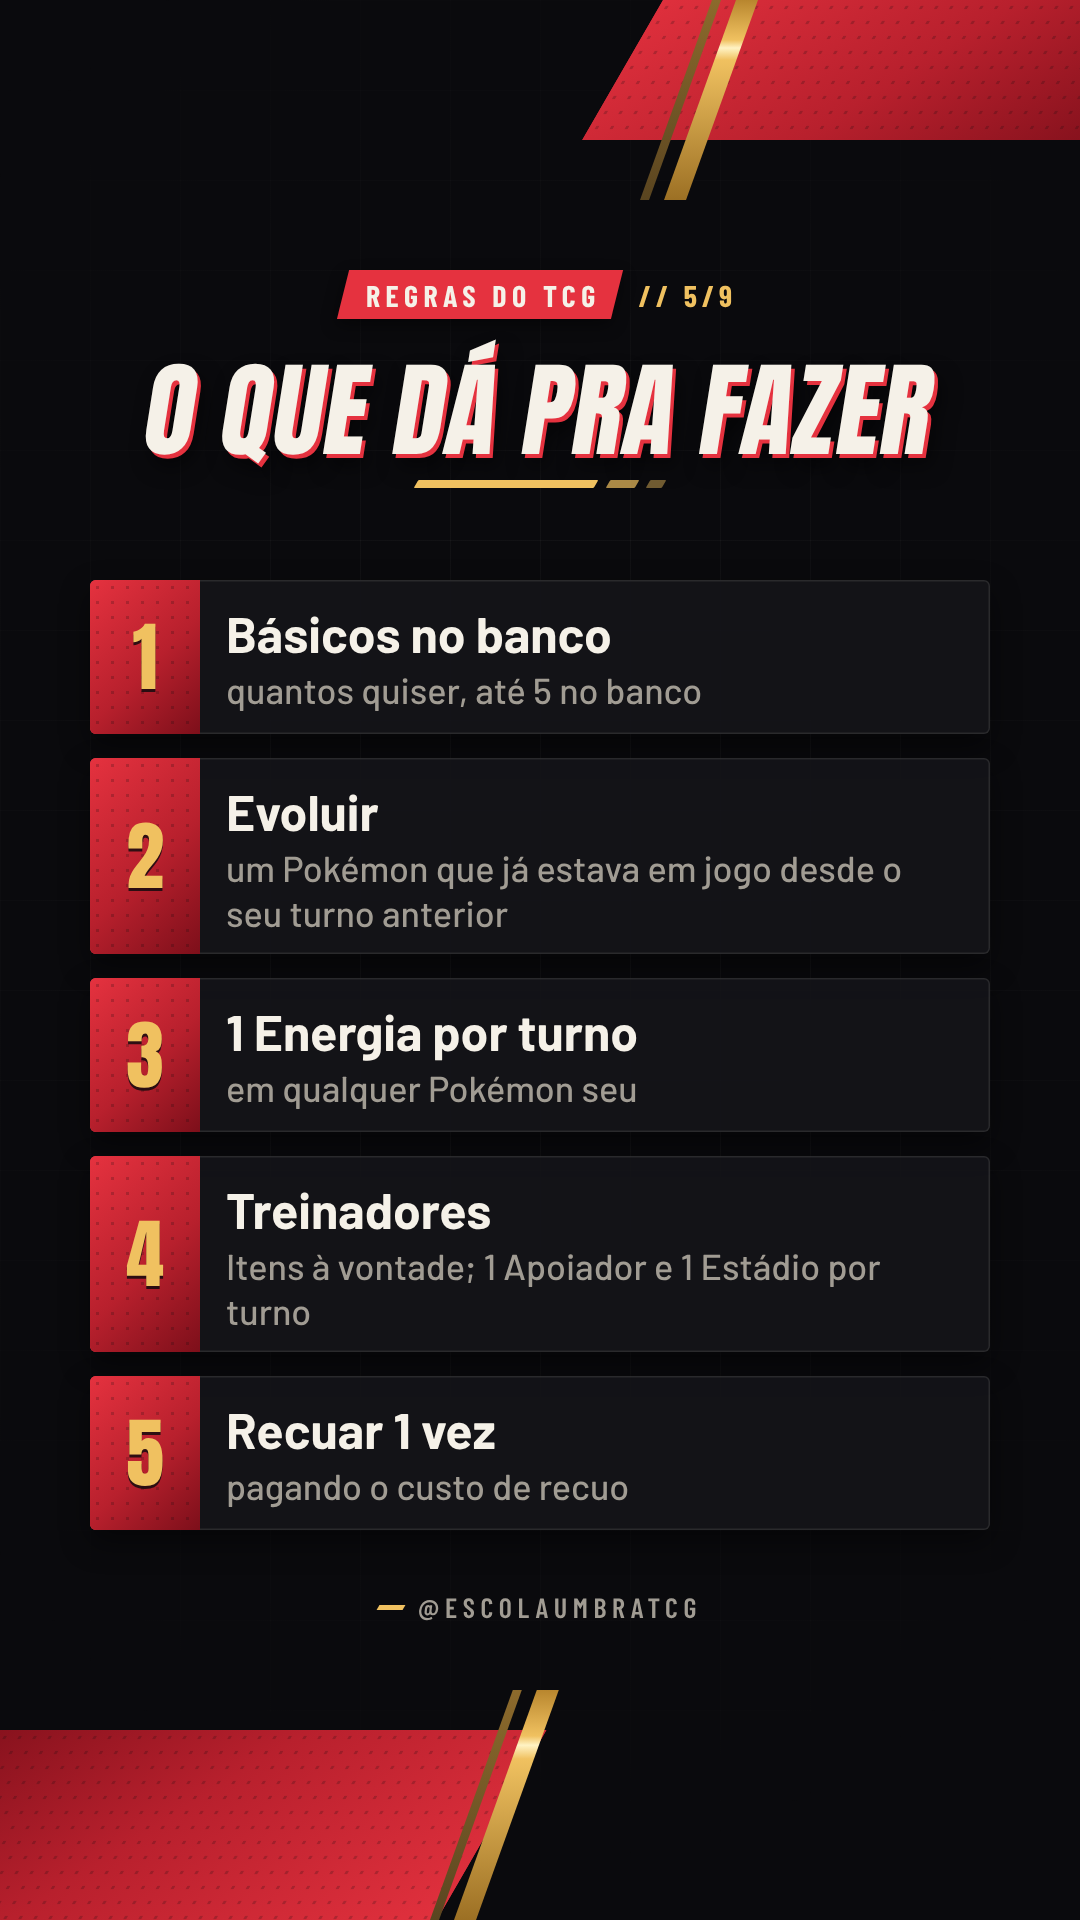 REGRAS DO TCG // 5/9
O QUE DÁ PRA FAZER
1
Básicos no banco
quantos quiser, até 5 no banco
2
Evoluir
um Pokémon que já estava em jogo desde o
seu turno anterior
3
1 Energia por turno
em qualquer Pokémon seu
4
Treinadores
Itens à vontade; 1 Apoiador e 1 Estádio por
turno
5
Recuar 1 vez
pagando o custo de recuo
@ESCOLAUMBRATCG